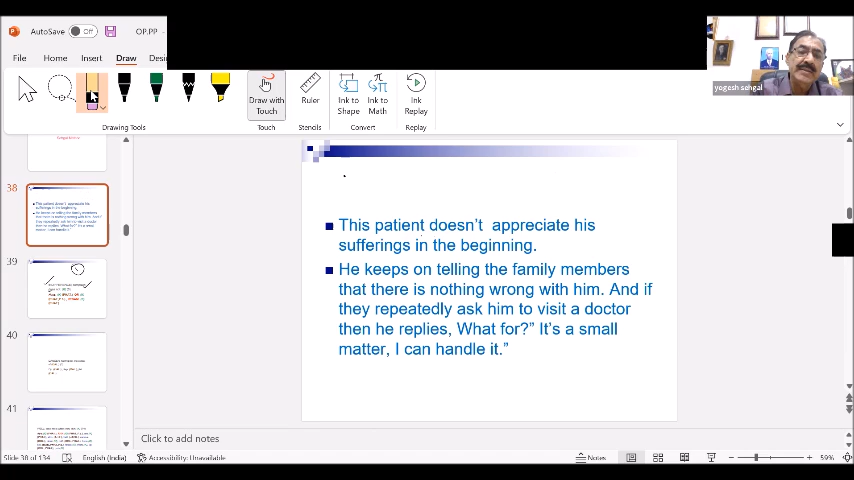 AutoSave
Off
OP.PP
File
Home
Insert
Draw
Desi
yogesh sehgal
Draw with
Touch
Ruler
Ink to
Shape
Ink to
Math
Ink
Replay
Drawing Tools
Touch
Stencils
Convert
Replay
38
39
40
41
This patient doesn't appreciate his
sufferings in the beginning.
He keeps on telling the family members
that there is nothing wrong with him. And if
they repeatedly ask him to visit a doctor
then he replies, What for?" It's a small
matter, I can handle it."
Click to add notes
Slide 38 of 134
English (India)
Accessibility: Unavailable
Notes
59%